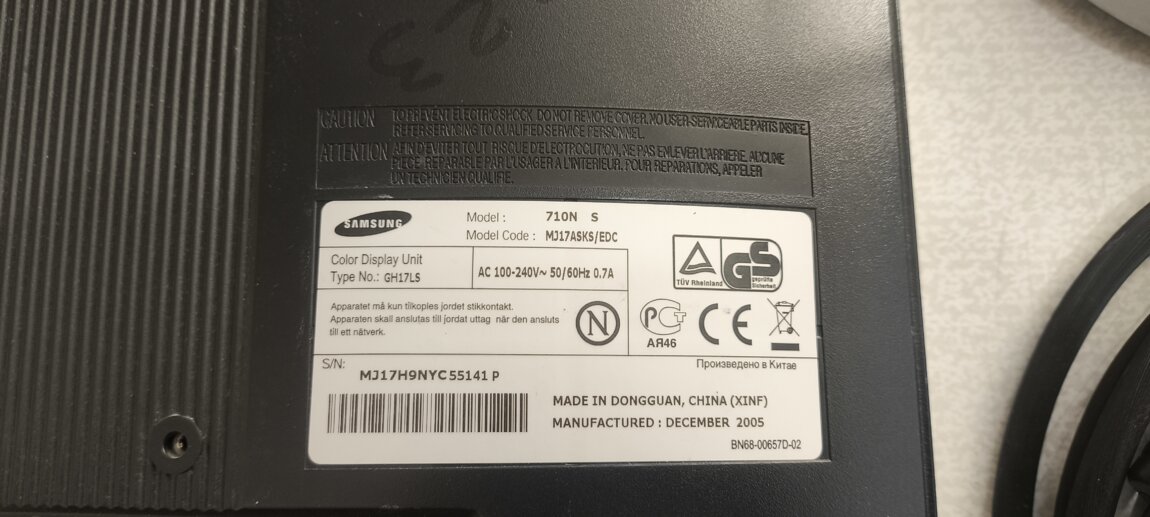 CAUTION TO PREVENT ELECTRIC SHOCK, DO NOT REMOVE COVER. NO USER-SERVICEABLE PARTS INSIDE.
REFER SERVICING TO QUALIFIED SERVICE PERSONNEL.
ATTENTION AFIN D'EVITER TOUT RISQUE D'ELECTROCUTION, NE PAS ENLEVER L'ARRIERE. AUCUNE
PIECE REPARABLE PAR L'USAGER A L'INTERIEUR. POUR REPARATIONS, APPELER
UN TECHNICIEN QUALIFIE.
SAMSUNG
Model : 710N S
Model Code : MJ17ASKS/EDC
Color Display Unit
Type No.: GH17LS
AC 100-240V~ 50/60Hz 0.7A
TÜV Rheinland
GS
geprüfte
Sicherheit
Apparatet må kun tilkoples jordet stikkontakt.
Apparaten skall anslutas till jordat uttag når den ansluts
till ett nätverk.
N
РСТ
АЯ46
CE
S/N:
MJ17H9NYC55141 P
Произведено в Китае
MADE IN DONGGUAN, CHINA (XINF)
MANUFACTURED : DECEMBER 2005
BN68-00657D-02